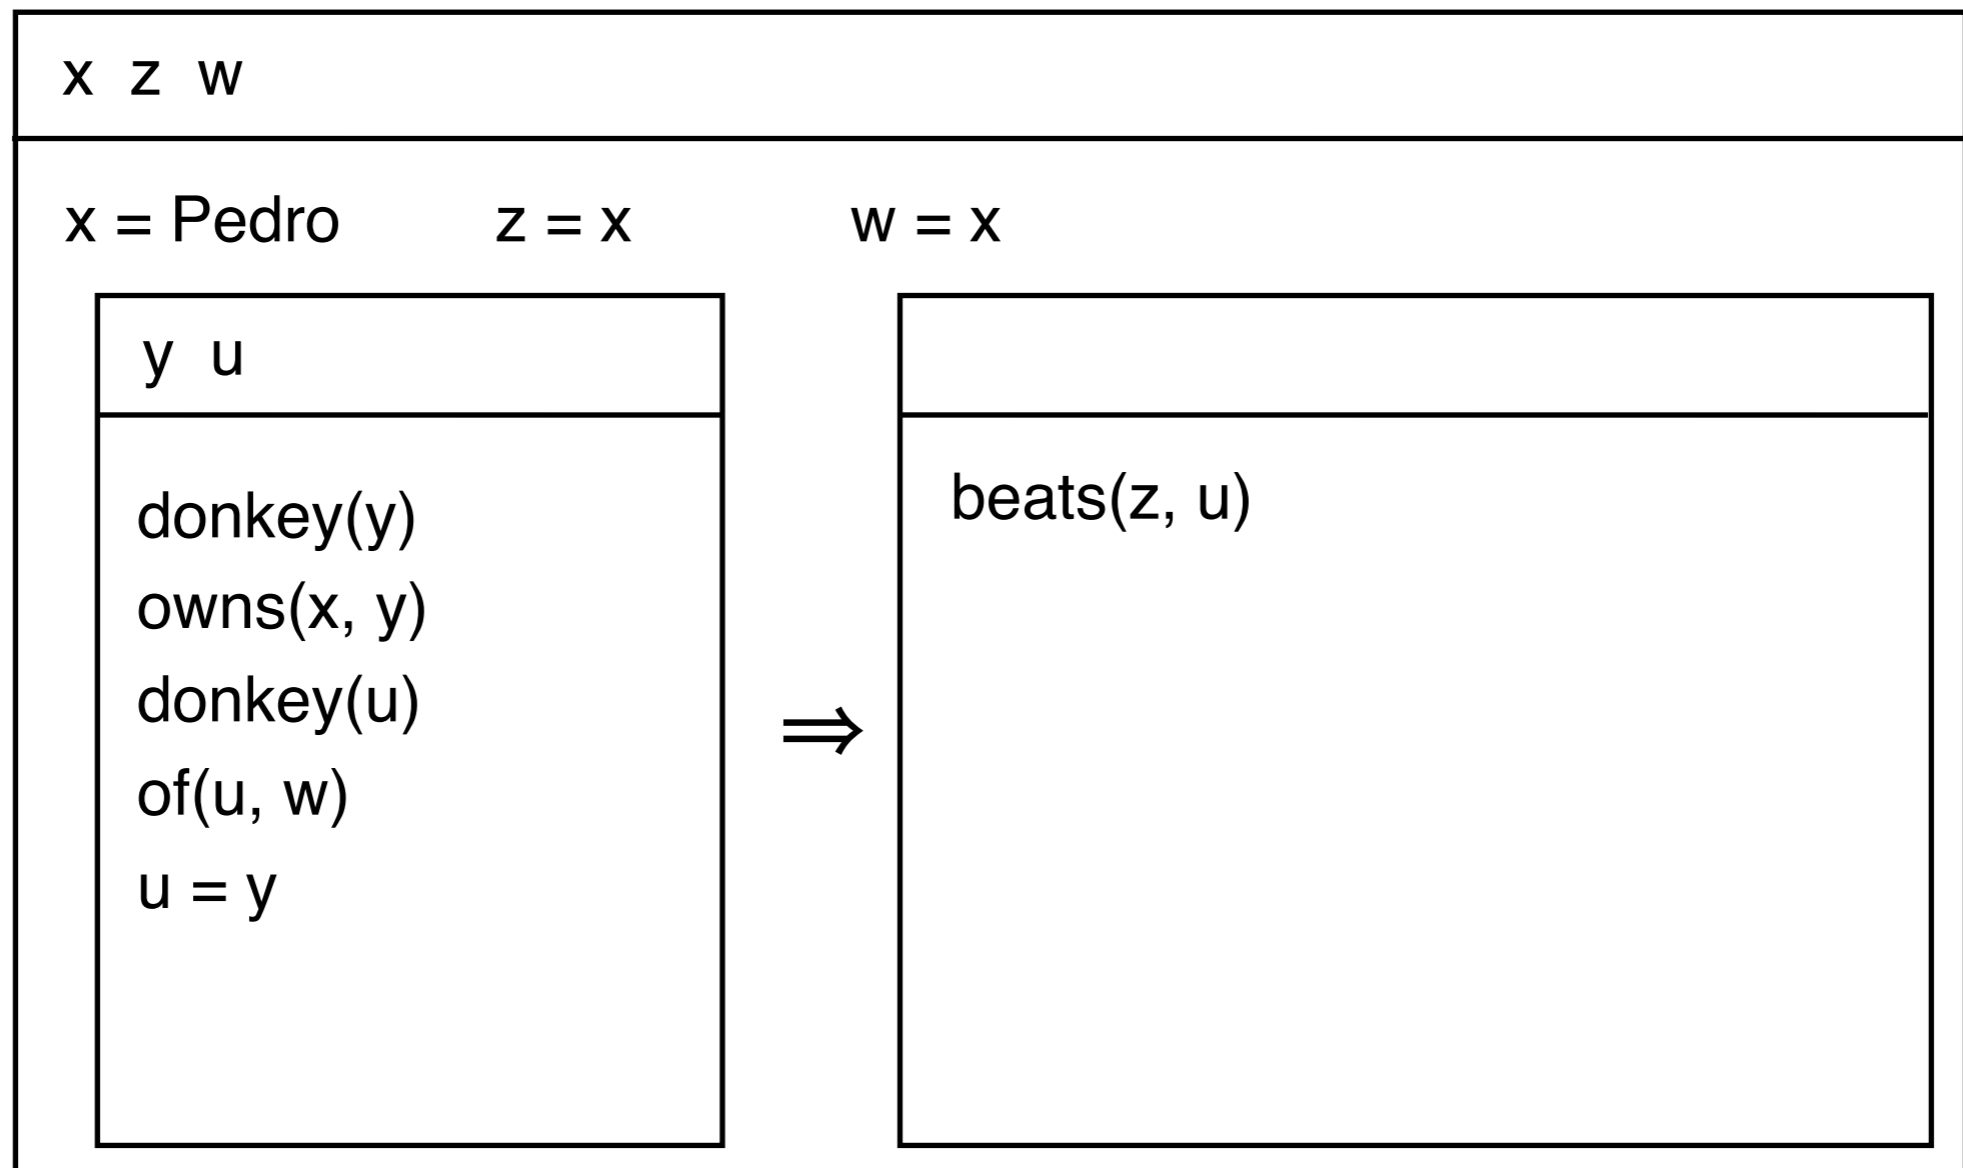 x z w
x = Pedro z = x w = x
y u
donkey(y)
owns(x, y)
donkey(u)
of(u, w)
u = y
⇒
beats(z, u)